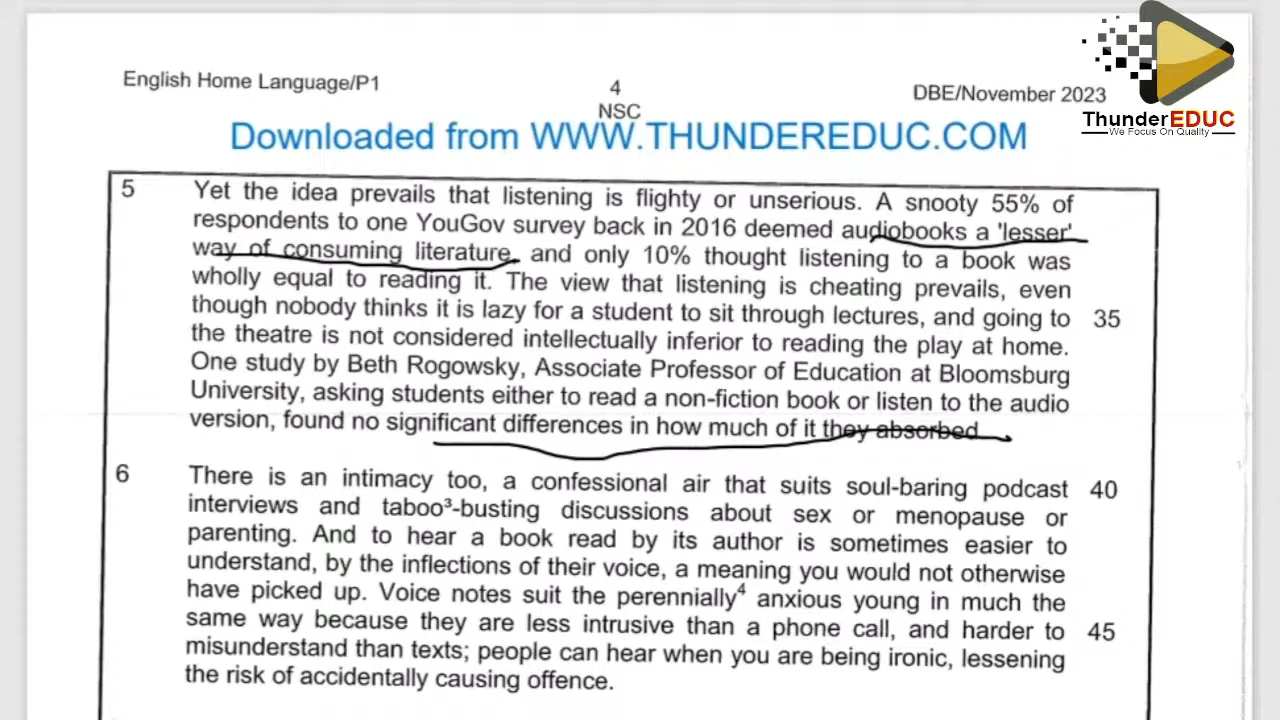 English Home Language/P1
4
DBE/November 2023
NSC
ThunderEDUC
We Focus On Quality
Downloaded from WWW.THUNDEREDUC.COM
5 Yet the idea prevails that listening is flighty or unserious. A snooty 55% of
respondents to one YouGov survey back in 2016 deemed audiobooks a 'lesser'
way of consuming literature, and only 10% thought listening to a book was
wholly equal to reading it. The view that listening is cheating prevails, even
though nobody thinks it is lazy for a student to sit through lectures, and going to 35
the theatre is not considered intellectually inferior to reading the play at home.
One study by Beth Rogowsky, Associate Professor of Education at Bloomsburg
University, asking students either to read a non-fiction book or listen to the audio
version, found no significant differences in how much of it they absorbed.
6 There is an intimacy too, a confessional air that suits soul-baring podcast 40
interviews and taboo³-busting discussions about sex or menopause or
parenting. And to hear a book read by its author is sometimes easier to
understand, by the inflections of their voice, a meaning you would not otherwise
have picked up. Voice notes suit the perennially⁴ anxious young in much the
same way because they are less intrusive than a phone call, and harder to 45
misunderstand than texts; people can hear when you are being ironic, lessening
the risk of accidentally causing offence.